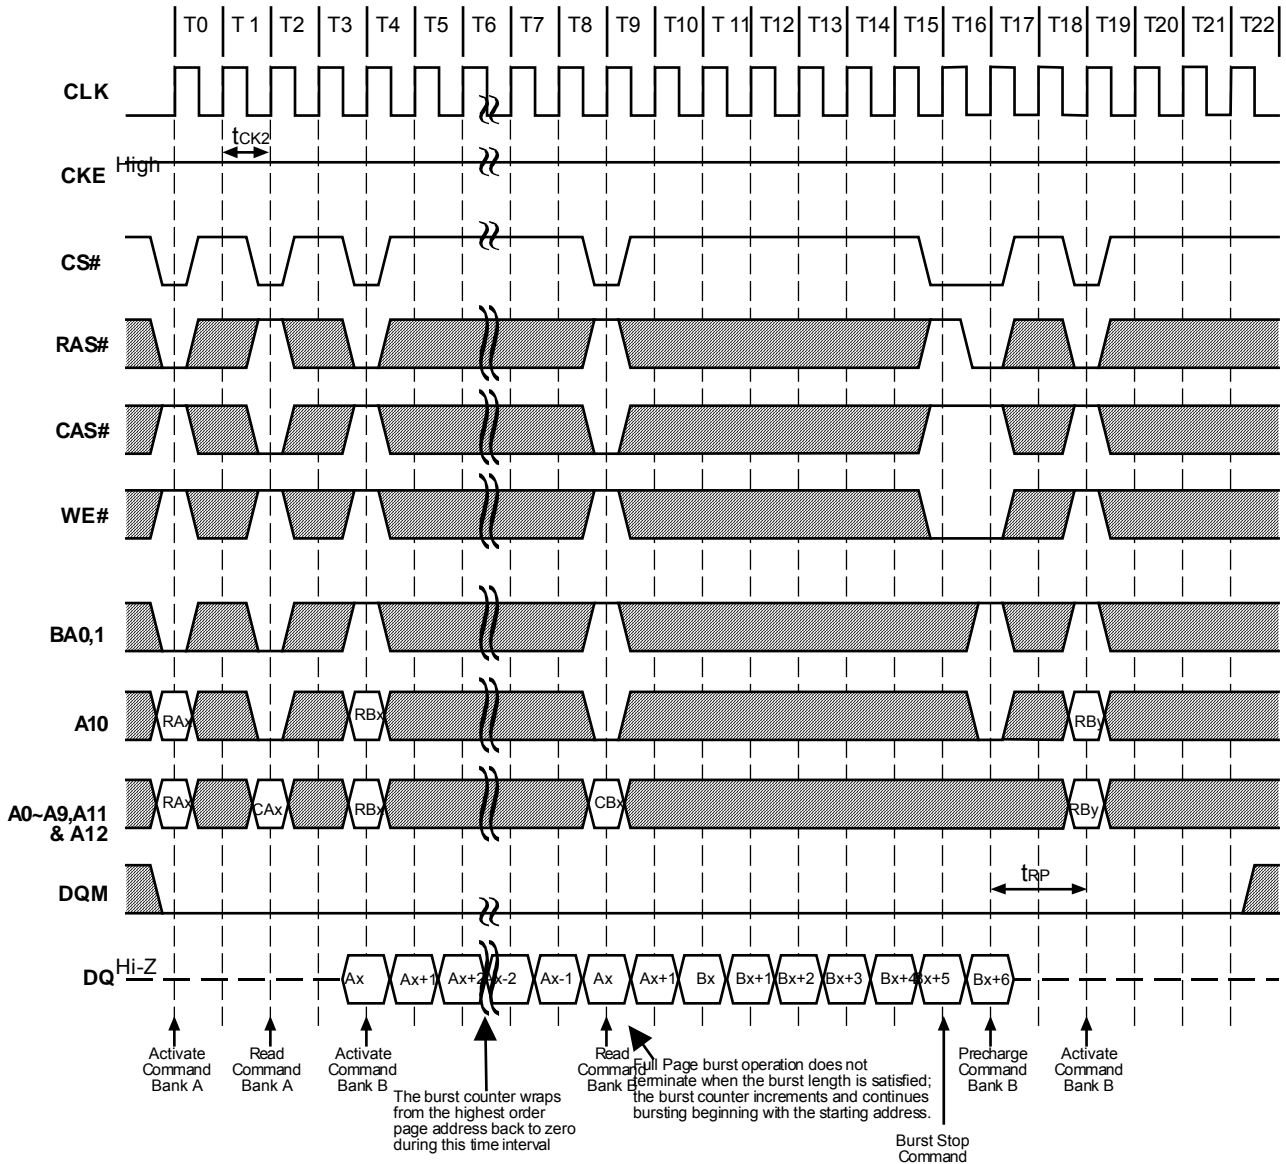 T0 T 1 T2 T3 T4 T5 T6 T7 T8 T9 T10 T 11 T12 T13 T14 T15 T16 T17 T18 T19 T20 T21 T22
CLK
tCK2
CKE High
CS#
RAS#
CAS#
WE#
BA0,1
A10 RAx RBx RBy
A0~A9,A11
& A12
RAx CAx RBx CBx RBy
DQM
tRP
DQ Hi-Z Ax Ax+1 Ax+2 Ax-2 Ax-1 Ax Ax+1 Bx Bx+1 Bx+2 Bx+3 Bx+4 Bx+5 Bx+6
Activate
Command
Bank A
Read
Command
Bank A
Activate
Command
Bank B
The burst counter wraps
from the highest order
page address back to zero
during this time interval
Read
Command
Bank B
Full Page burst operation does not
terminate when the burst length is satisfied;
the burst counter increments and continues
bursting beginning with the starting address.
Burst Stop
Command
Precharge
Command
Bank B
Activate
Command
Bank B